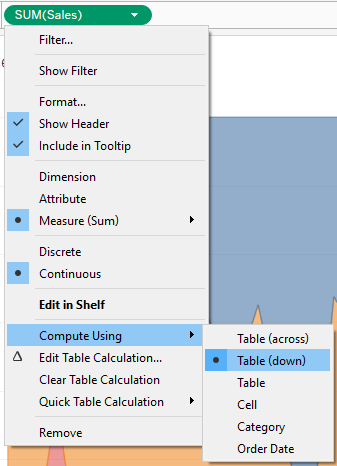 SUM(Sales)
Filter...
Show Filter
Format...
Show Header
Include in Tooltip
Dimension
Attribute
Measure (Sum)
Discrete
Continuous
Edit in Shelf
Compute Using
Edit Table Calculation...
Clear Table Calculation
Quick Table Calculation
Remove
Table (across)
Table (down)
Table
Cell
Category
Order Date